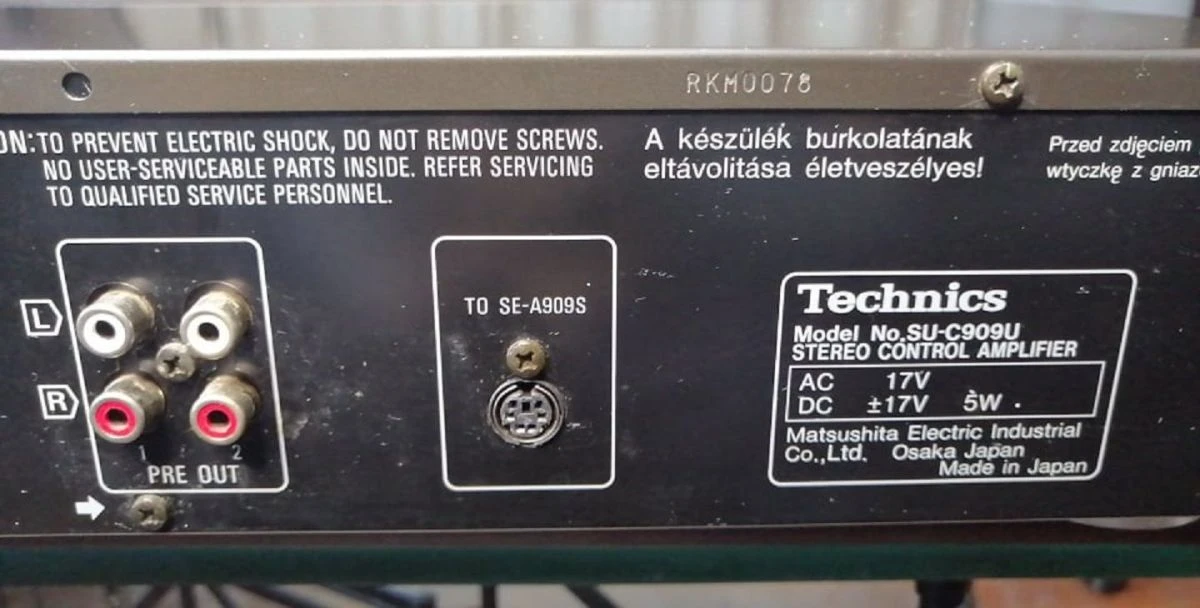 RKM0078
ON: TO PREVENT ELECTRIC SHOCK, DO NOT REMOVE SCREWS.
NO USER-SERVICEABLE PARTS INSIDE. REFER SERVICING
TO QUALIFIED SERVICE PERSONNEL.
A készülék burkolatának
eltávolitása életveszélyes!
Przed zdjęciem
wtyczkę z gniaz
L
R
1 2
PRE OUT
TO SE-A909S
Technics
Model No.SU-C909U
STEREO CONTROL AMPLIFIER
AC 17V
DC ±17V 5W
Matsushita Electric Industrial
Co.,Ltd. Osaka Japan
Made in Japan